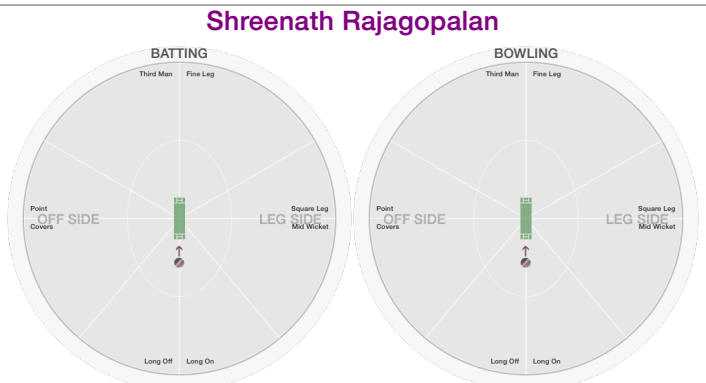 Shreenath Rajagopalan
BATTING
Third Man Fine Leg
Point
OFF SIDE
Covers
Square Leg
LEG SIDE
Mid Wicket
Long Off Long On
BOWLING
Third Man Fine Leg
Point
OFF SIDE
Covers
Square Leg
LEG SIDE
Mid Wicket
Long Off Long On